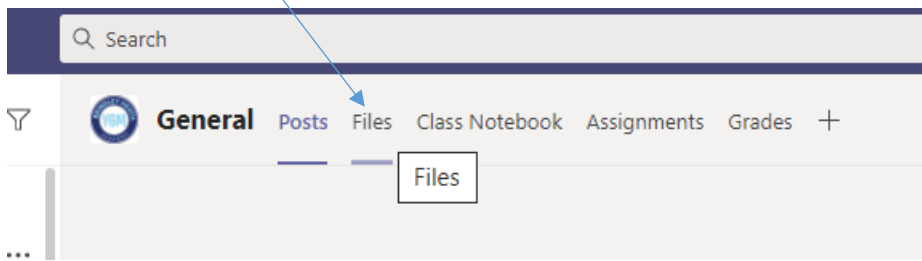 Search
General Posts Files Class Notebook Assignments Grades +
Files